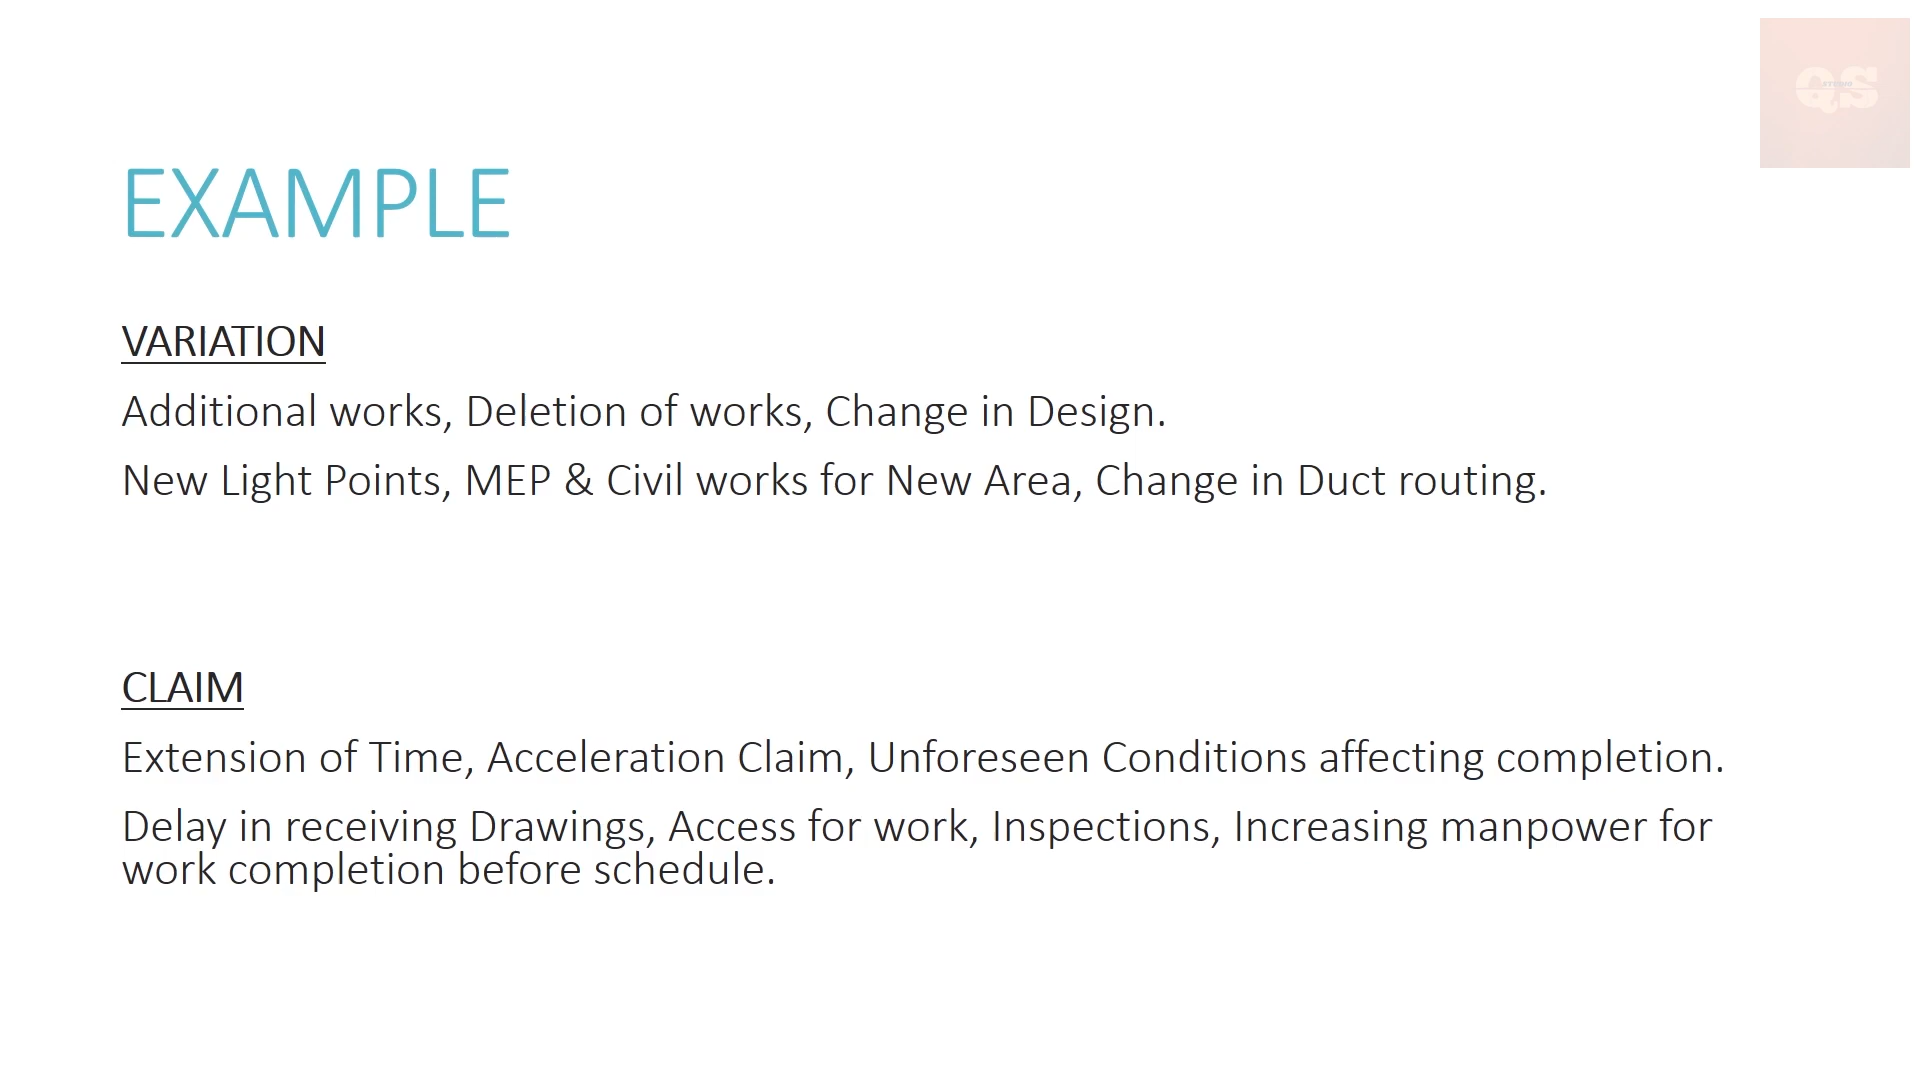 QS
EXAMPLE
VARIATION
Additional works, Deletion of works, Change in Design.
New Light Points, MEP & Civil works for New Area, Change in Duct routing.
CLAIM
Extension of Time, Acceleration Claim, Unforeseen Conditions affecting completion.
Delay in receiving Drawings, Access for work, Inspections, Increasing manpower for
work completion before schedule.